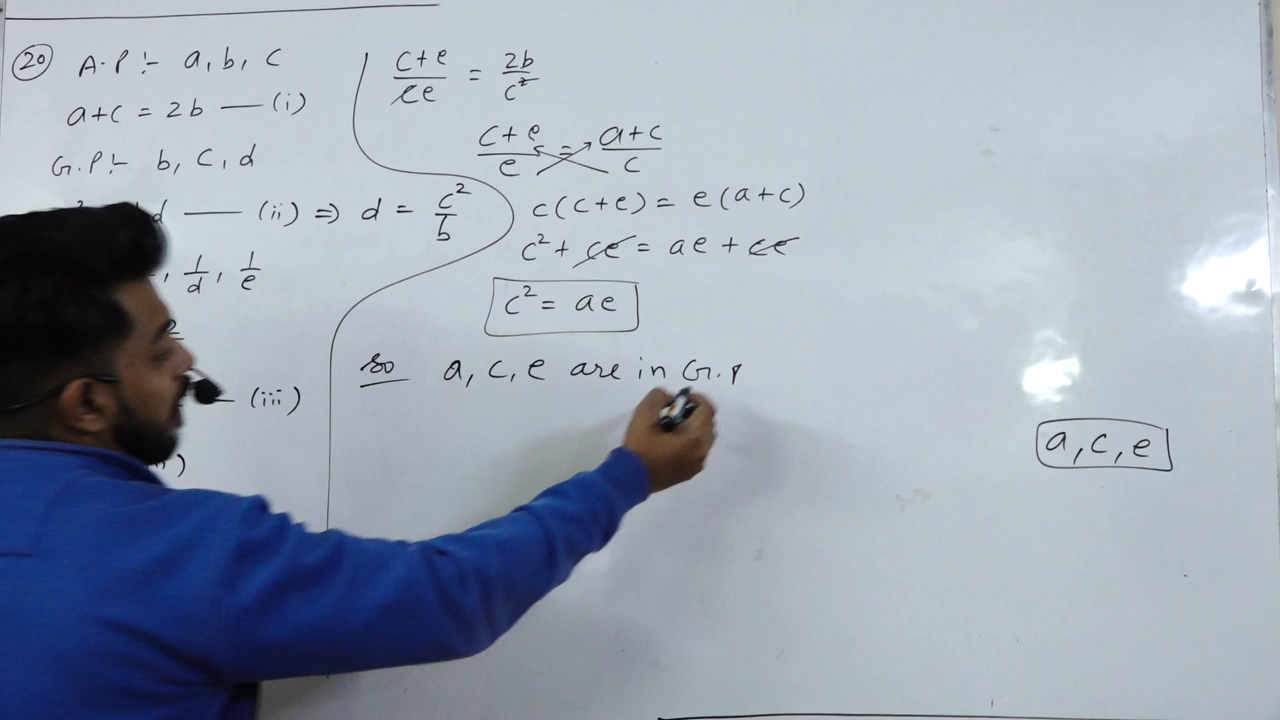 20 A.P:- a, b, c
a+c = 2b — (i)
G.P:- b, c, d
d — (ii) ⇒ d = c²/b
, 1/d, 1/e
e
— (iii)
)
(c+e)/(ce) = 2b/c²
(c+e)/e = (a+c)/c
c(c+e) = e(a+c)
c² + ce = ae + ce
c² = ae
so a, c, e are in G.P
a, c, e